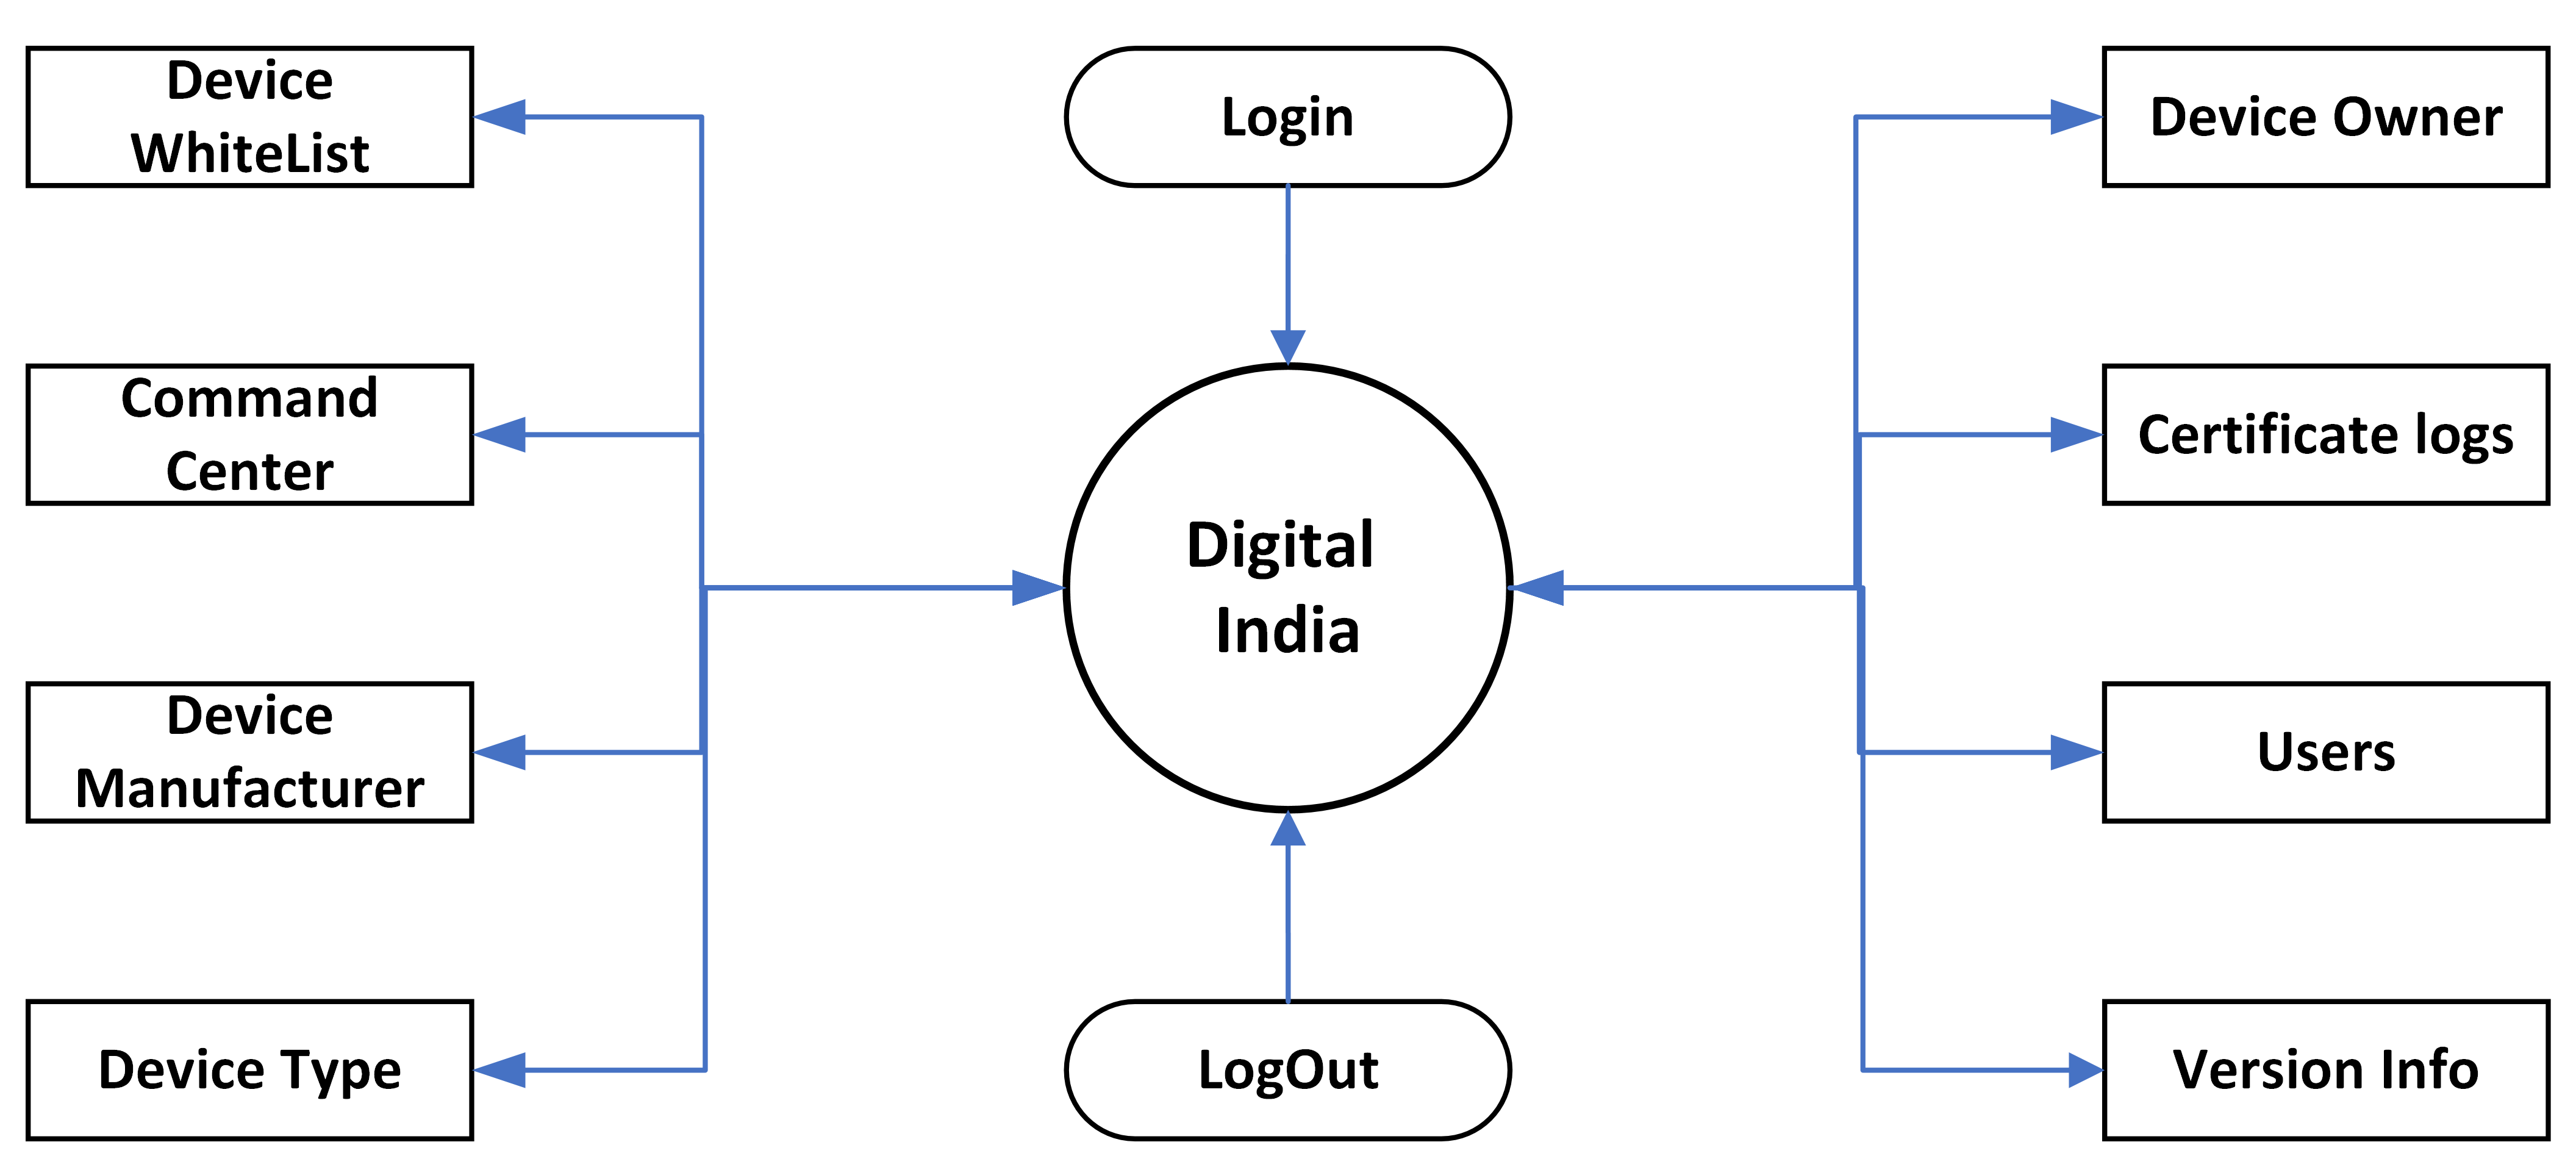 Device
WhiteList
Command
Center
Device
Manufacturer
Device Type
Login
Digital
India
LogOut
Device Owner
Certificate logs
Users
Version Info